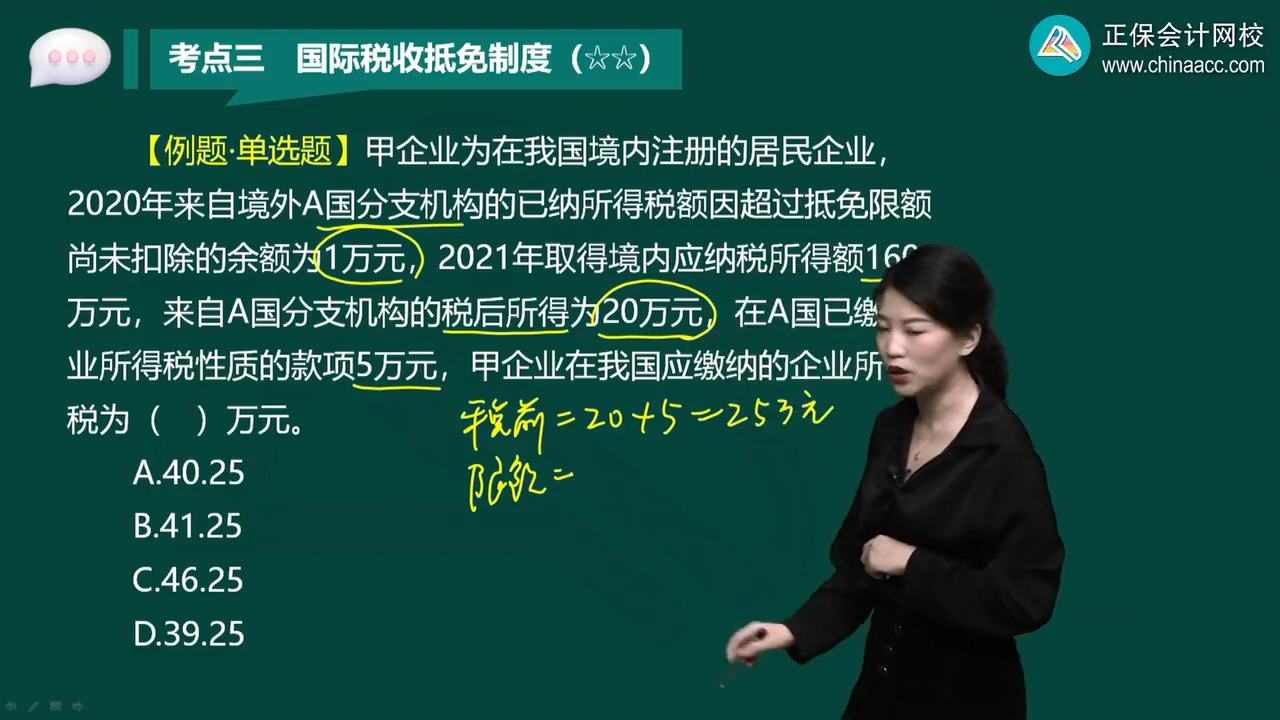 考点三 国际税收抵免制度（☆☆）
正保会计网校
www.chinaacc.com
【例题·单选题】甲企业为在我国境内注册的居民企业，
2020年来自境外A国分支机构的已纳所得税额因超过抵免限额
尚未扣除的余额为1万元，2021年取得境内应纳税所得额160
万元，来自A国分支机构的税后所得为20万元，在A国已缴
业所得税性质的款项5万元，甲企业在我国应缴纳的企业所
税为（ ）万元。
税前=20+5=25万元
限额=
A.40.25
B.41.25
C.46.25
D.39.25